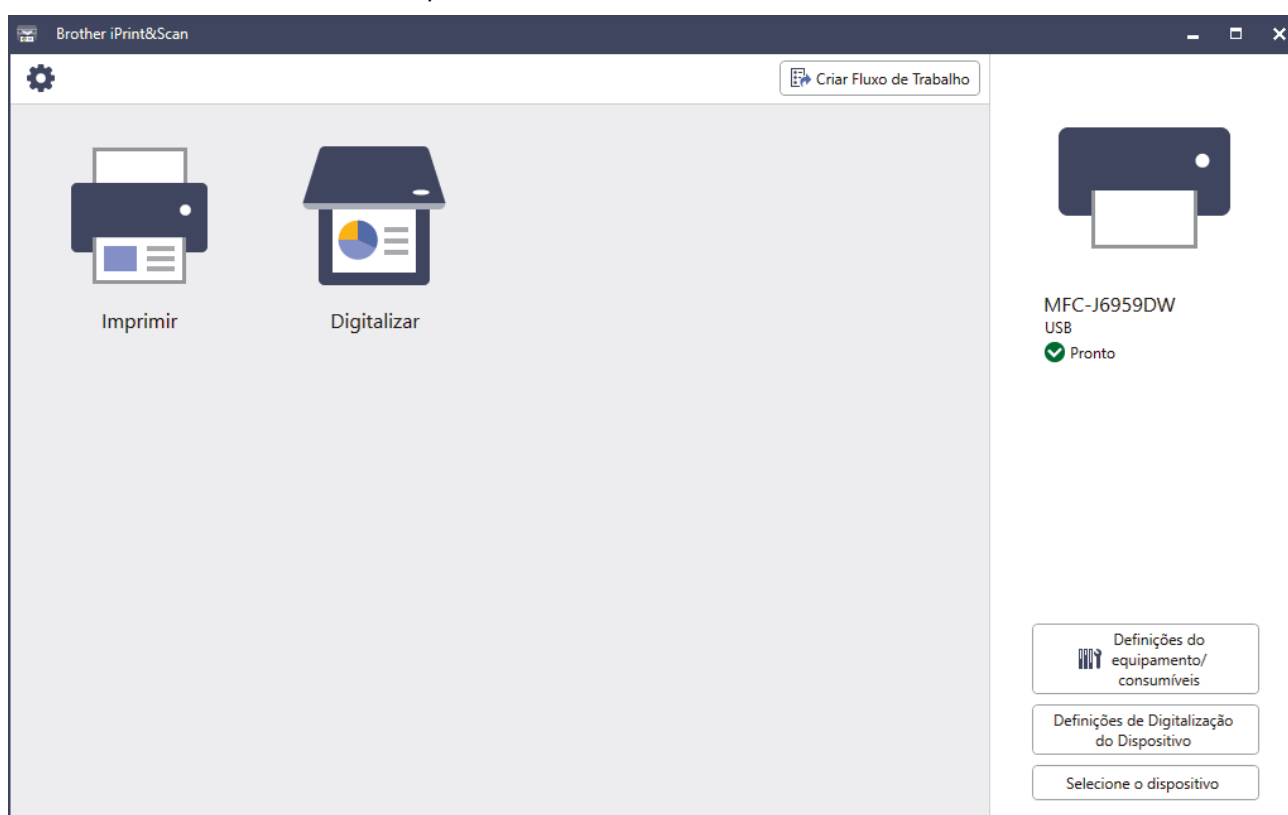 Brother iPrint&Scan
Criar Fluxo de Trabalho
Imprimir
Digitalizar
MFC-J6959DW
USB
Pronto
Definições do
equipamento/
consumíveis
Definições de Digitalização
do Dispositivo
Selecione o dispositivo